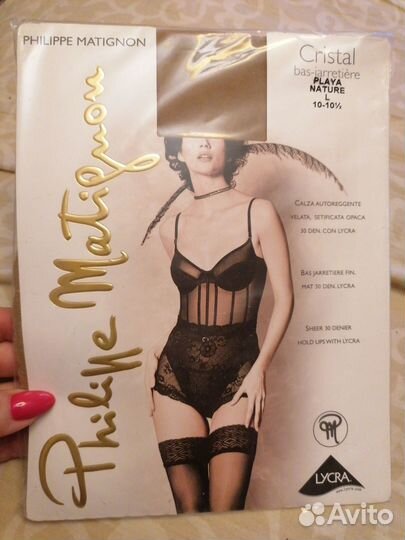 PHILIPPE MATIGNON
Cristal
bas-jarretière
PLAYA
NATURE
L
10-10½
Philippe Matignon
CALZA AUTOREGGENTE
VELATA, SETIFICATA OPACA
30 DEN. CON LYCRA
BAS JARRETIERE FIN,
MAT 30 DEN. LYCRA
SHEER 30 DENIER
HOLD UPS WITH LYCRA
LYCRA
Avito